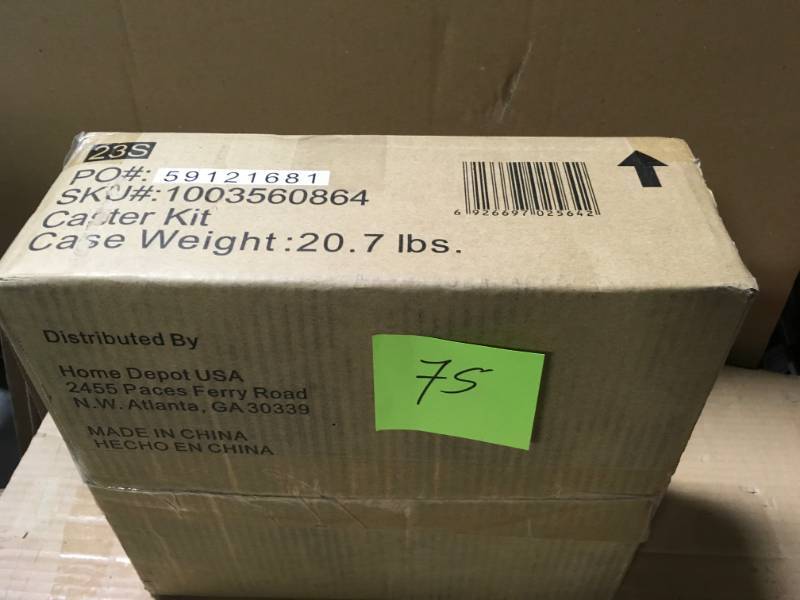 23S
PO#: 59121681
SKU#:1003560864
Caster Kit
Case Weight:20.7 lbs.
6 926697 025642
Distributed By
Home Depot USA
2455 Paces Ferry Road
N.W. Atlanta, GA 30339
MADE IN CHINA
HECHO EN CHINA
75